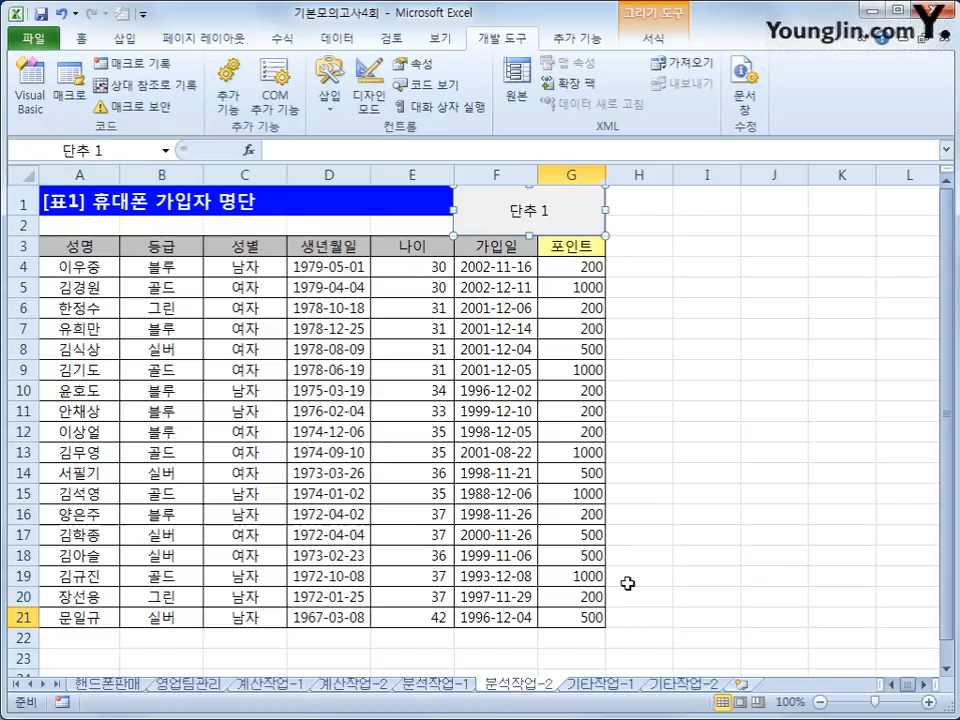 기본모의고사4회 - Microsoft Excel
그리기 도구
Younglin.com Y.
파일 홈 삽입 페이지 레이아웃 수식 데이터 검토 보기 개발 도구 추가 기능 서식
Visual Basic
매크로
매크로 기록
상대 참조로 기록
매크로 보안
코드
추가 기능
COM 추가 기능
추가 기능
삽입
디자인 모드
속성
코드 보기
대화 상자 실행
컨트롤
원본
맵 속성
확장 팩
데이터 새로 고침
가져오기
내보내기
XML
문서 창
수정
단추 1 fx
A B C D E F G H I J K L
1 [표1] 휴대폰 가입자 명단 단추 1
2
3 성명 등급 성별 생년월일 나이 가입일 포인트
4 이우중 블루 남자 1979-05-01 30 2002-11-16 200
5 김경원 골드 여자 1979-04-04 30 2002-12-11 1000
6 한정수 그린 여자 1978-10-18 31 2001-12-06 200
7 유희만 블루 여자 1978-12-25 31 2001-12-14 200
8 김식상 실버 여자 1978-08-09 31 2001-12-04 500
9 김기도 골드 여자 1978-06-19 31 2001-12-05 1000
10 윤호도 블루 남자 1975-03-19 34 1996-12-02 200
11 안채상 블루 남자 1976-02-04 33 1999-12-10 200
12 이상얼 블루 여자 1974-12-06 35 1998-12-05 200
13 김무영 골드 여자 1974-09-10 35 2001-08-22 1000
14 서필기 실버 여자 1973-03-26 36 1998-11-21 500
15 김석영 골드 남자 1974-01-02 35 1988-12-06 1000
16 양은주 블루 남자 1972-04-02 37 1998-11-26 200
17 김학종 실버 여자 1972-04-04 37 2000-11-26 500
18 김아슬 실버 여자 1973-02-23 36 1999-11-06 500
19 김규진 골드 남자 1972-10-08 37 1993-12-08 1000
20 장선용 그린 남자 1972-01-25 37 1997-11-29 200
21 문일규 실버 남자 1967-03-08 42 1996-12-04 500
22
23
핸드폰판매 영업팀관리 계산작업-1 계산작업-2 분석작업-1 분석작업-2 기타작업-1 기타작업-2
준비 100%